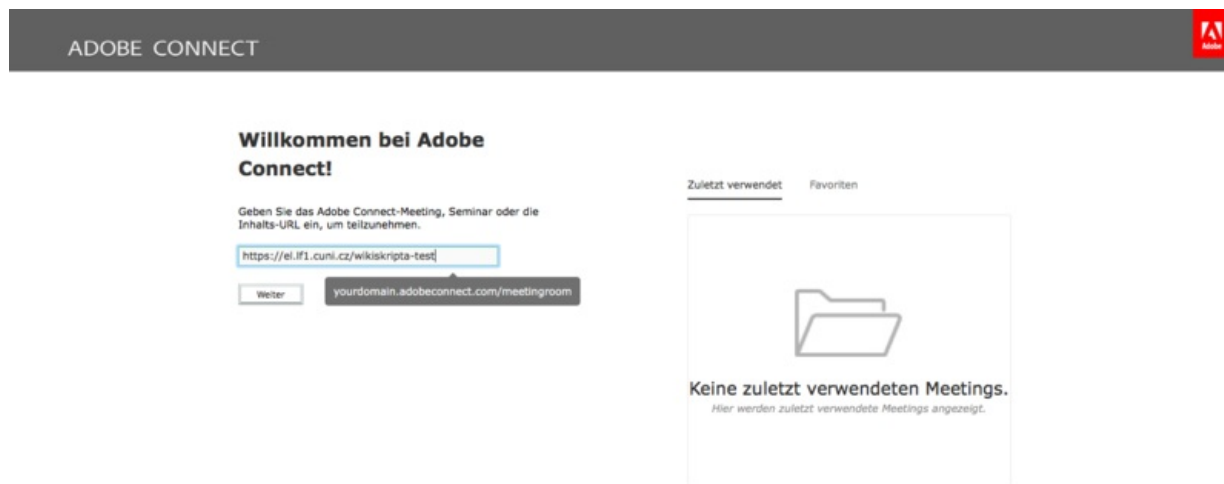 ADOBE CONNECT
Adobe
Willkommen bei Adobe
Connect!
Geben Sie das Adobe Connect-Meeting, Seminar oder die
Inhalts-URL ein, um teilzunehmen.
https://el.lf1.cuni.cz/wikiskripta-test
Weiter
yourdomain.adobeconnect.com/meetingroom
Zuletzt verwendet Favoriten
Keine zuletzt verwendeten Meetings.
Hier werden zuletzt verwendete Meetings angezeigt.